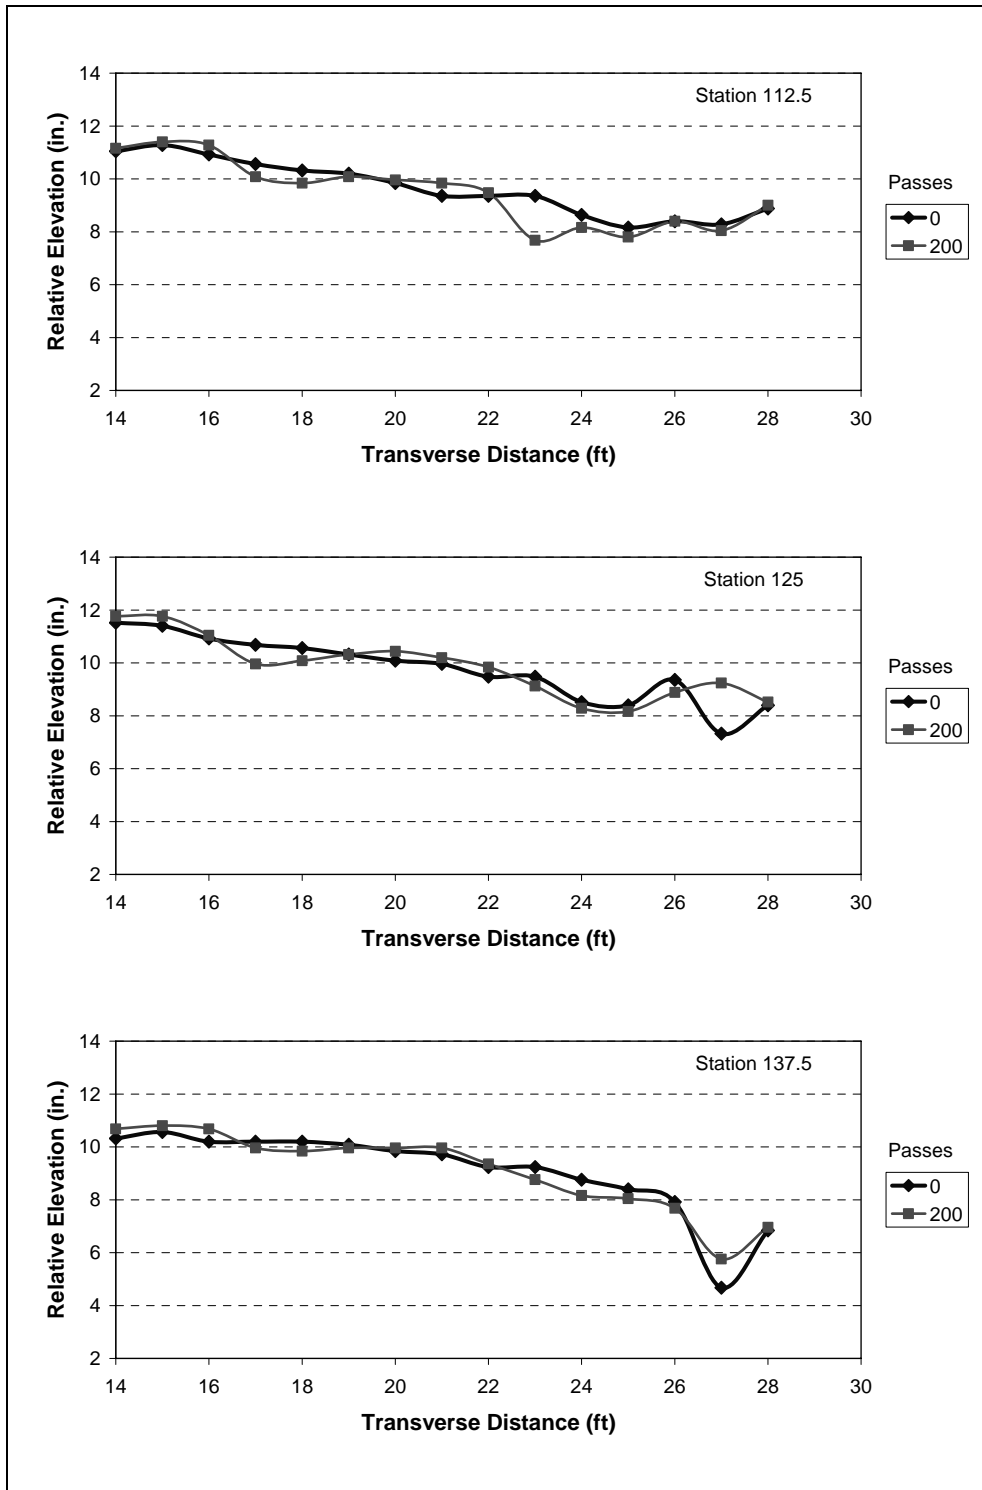 14
Station 112.5
12
10
8
6
4
2
Relative Elevation (in.)
Passes
0
200
14 16 18 20 22 24 26 28 30
Transverse Distance (ft)
14
Station 125
12
10
8
6
4
2
Relative Elevation (in.)
Passes
0
200
14 16 18 20 22 24 26 28 30
Transverse Distance (ft)
14
Station 137.5
12
10
8
6
4
2
Relative Elevation (in.)
Passes
0
200
14 16 18 20 22 24 26 28 30
Transverse Distance (ft)